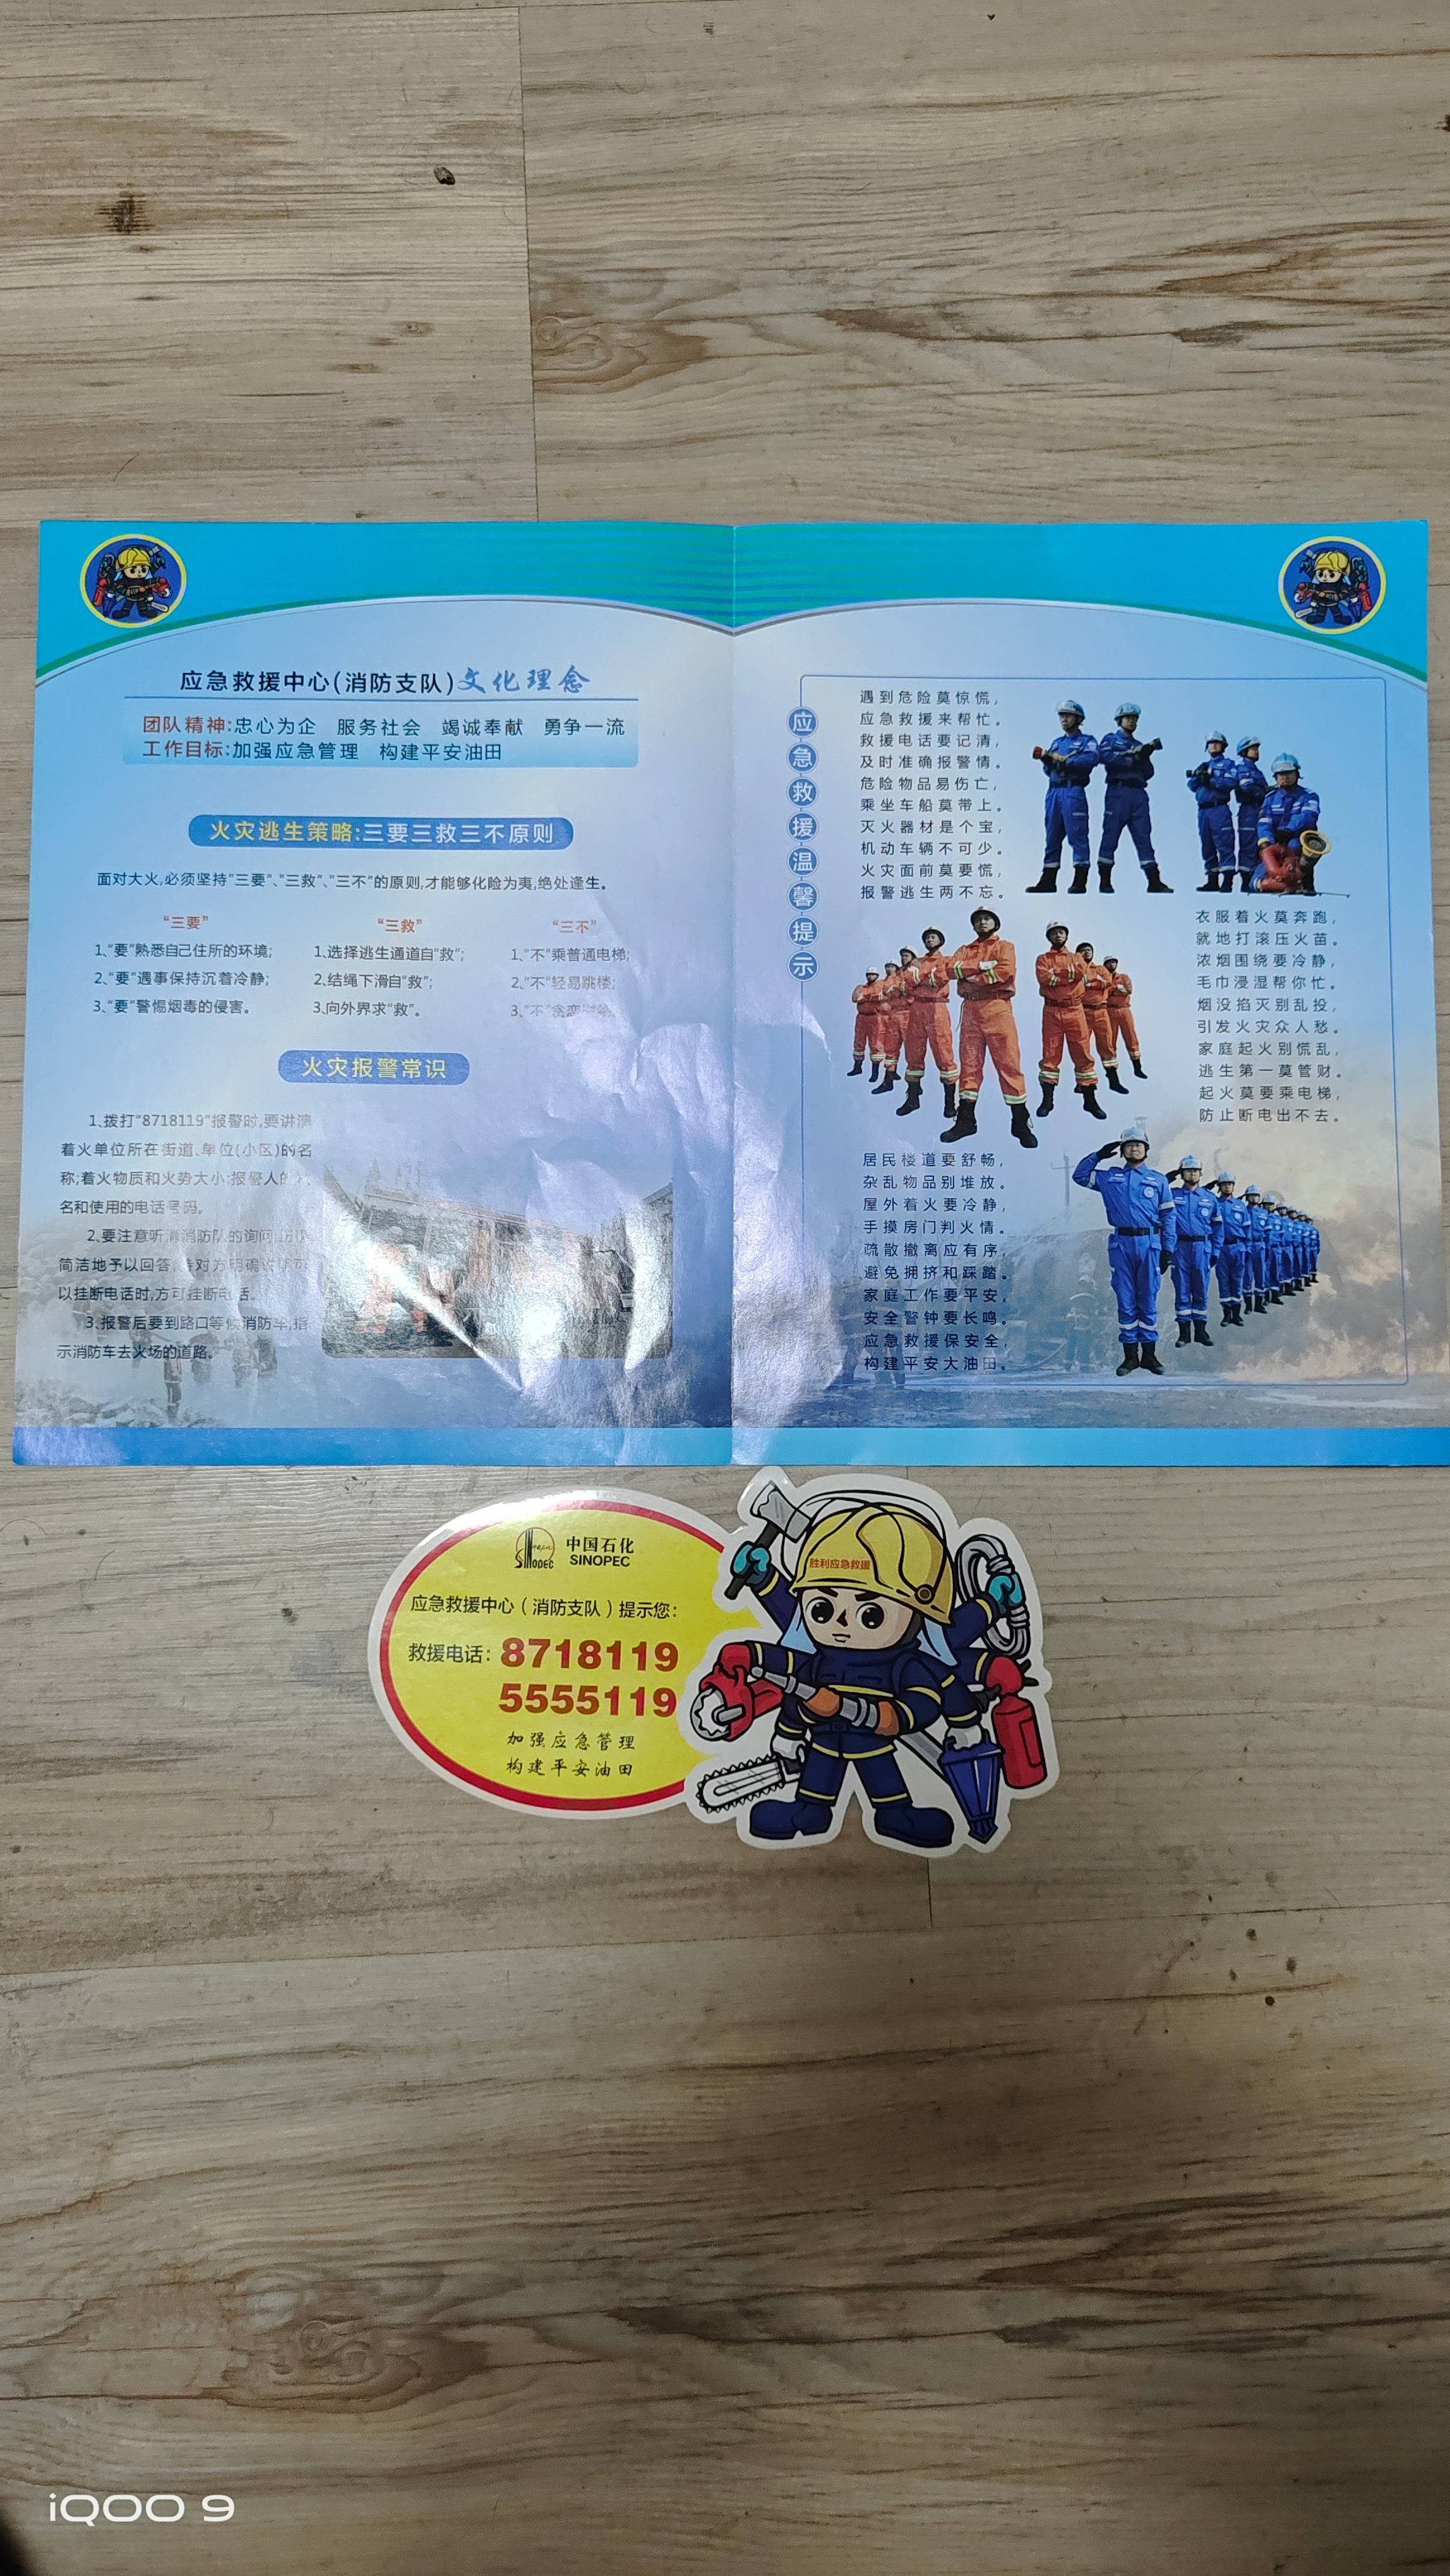 应急救援中心(消防支队)文化理念
团队精神:忠心为企 服务社会 竭诚奉献 勇争一流
工作目标:加强应急管理 构建平安油田
火灾逃生策略:三要三救三不原则
面对大火,必须坚持“三要”、“三救”、“三不”的原则,才能够化险为夷,绝处逢生。
“三要”
1、“要”熟悉自己住所的环境;
2、“要”遇事保持沉着冷静;
3、“要”警惕烟毒的侵害。
“三救”
1.选择逃生通道自“救”;
2.结绳下滑自“救”;
3.向外界求“救”。
“三不”
1、“不”乘普通电梯;
2、“不”轻易跳楼;
3、“不”贪恋
火灾报警常识
1、拨打“8718119”报警时,要讲清
着火单位所在街道、单位(小区)的名
称;着火物质和火势大小;报警人的
名和使用的电话号码。
2、要注意听消防队的询问
简洁地予以回答,待对方明确
以挂断电话时,方可挂断电话。
3.报警后要到路口等候消防车,指
示消防车去火场的道路。
应急救援温馨提示
遇到危险莫惊慌,
应急救援来帮忙。
救援电话要记清,
及时准确报警情。
危险物品易伤亡,
乘坐车船莫带上。
灭火器材是个宝,
机动车辆不可少。
火灾面前莫要慌,
报警逃生两不忘。
衣服着火莫奔跑,
就地打滚压火苗。
浓烟围绕要冷静,
毛巾浸湿帮你忙。
烟没掐灭别乱投,
引发火灾众人愁。
家庭起火别慌乱,
逃生第一莫管财。
起火莫要乘电梯,
防止断电出不去。
居民楼道要舒畅,
杂乱物品别堆放。
屋外着火要冷静,
手摸房门判火情。
疏散撤离应有序,
避免拥挤和踩踏。
家庭工作要平安,
安全警钟要长鸣。
应急救援保安全,
构建平安大油田。
中国石化
SINOPEC
SINOPEC
胜利应急救援
应急救援中心(消防支队)提示您:
救援电话: 8718119
5555119
加强应急管理
构建平安油田
iQOO 9